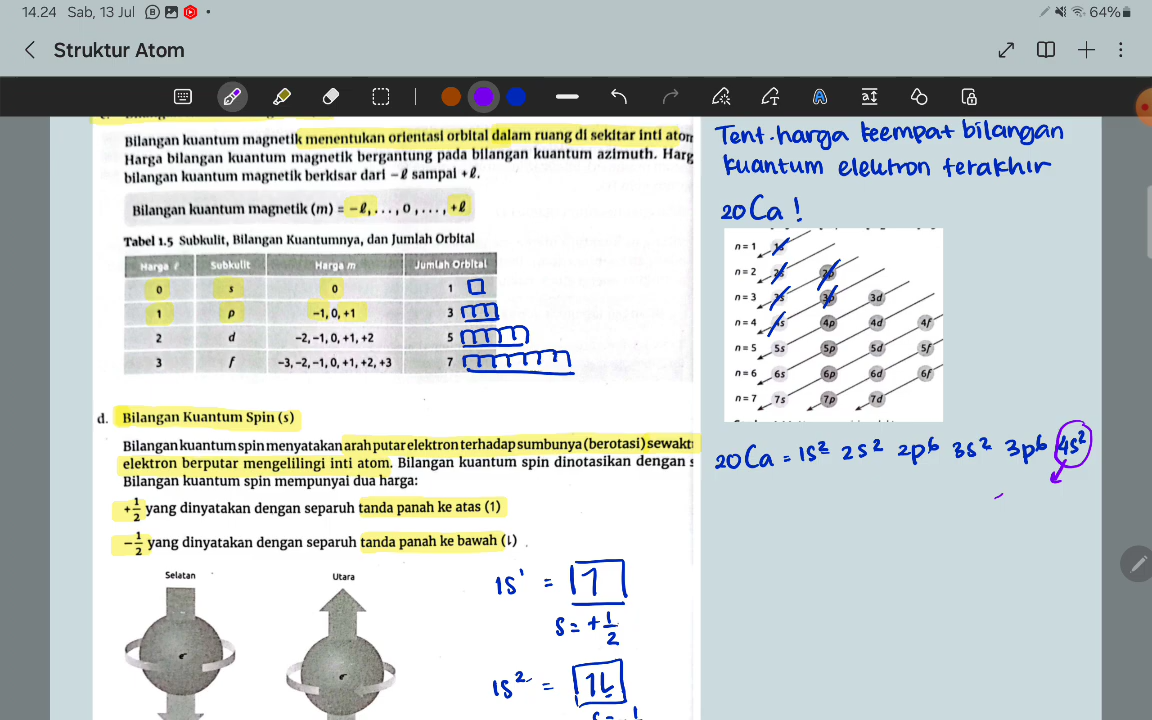 14.24 Sab, 13 Jul
64%
Struktur Atom
Bilangan kuantum magnetik menentukan orientasi orbital dalam ruang di sekitar inti atom
Harga bilangan kuantum magnetik bergantung pada bilangan kuantum azimuth. Harg
bilangan kuantum magnetik berkisar dari −ℓ sampai +ℓ.
Bilangan kuantum magnetik (m) = −ℓ, . . . , 0 , . . . , +ℓ
Tabel 1.5 Subkulit, Bilangan Kuantumnya, dan Jumlah Orbital
Harga ℓ Subkulit Harga m Jumlah Orbital
0 s 0 1
1 p −1, 0, +1 3
2 d −2, −1, 0, +1, +2 5
3 f −3, −2, −1, 0, +1, +2, +3 7
d. Bilangan Kuantum Spin (s)
Bilangan kuantum spin menyatakan arah putar elektron terhadap sumbunya (berotasi) sewakt
elektron berputar mengelilingi inti atom. Bilangan kuantum spin dinotasikan dengan s
Bilangan kuantum spin mempunyai dua harga:
+1/2 yang dinyatakan dengan separuh tanda panah ke atas (↿)
−1/2 yang dinyatakan dengan separuh tanda panah ke bawah (⇂)
Selatan Utara
e e
1s¹ = ↿
s = + 1/2
1s² = ↿⇂
Tent. harga keempat bilangan
kuantum elektron terakhir
20Ca !
n = 1 1s
n = 2 2s 2p
n = 3 3s 3p 3d
n = 4 4s 4p 4d 4f
n = 5 5s 5p 5d 5f
n = 6 6s 6p 6d 6f
n = 7 7s 7p 7d
20Ca = 1s² 2s² 2p⁶ 3s² 3p⁶ 4s²